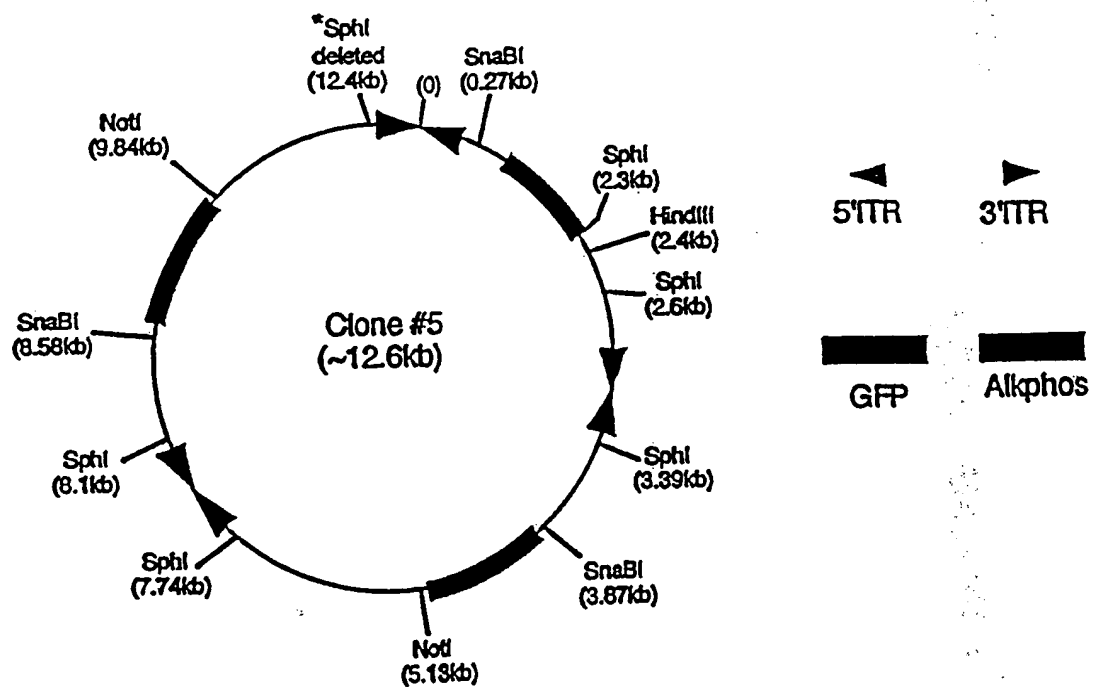 *SphI
deleted
(12.4kb)
(0)
SnaBI
(0.27kb)
NotI
(9.84kb)
SphI
(2.3kb)
HindIII
(2.4kb)
SphI
(2.6kb)
5'ITR
3'ITR
SnaBI
(8.58kb)
Clone #5
(~12.6kb)
GFP
Alkphos
SphI
(8.1kb)
SphI
(3.39kb)
SphI
(7.74kb)
SnaBI
(3.87kb)
NotI
(5.13kb)